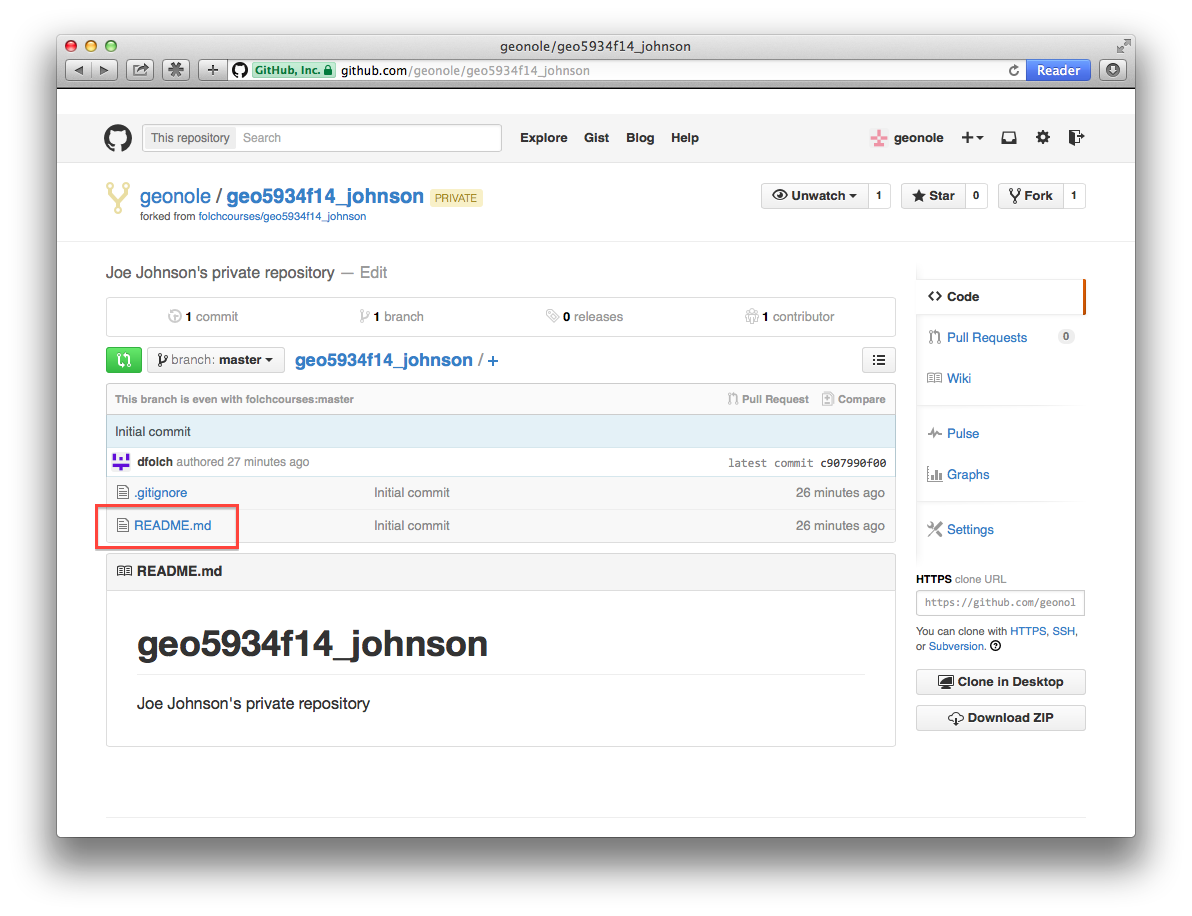 geonole/geo5934f14_johnson
GitHub, Inc. github.com/geonole/geo5934f14_johnson Reader
This repository Search Explore Gist Blog Help geonole
geonole / geo5934f14_johnson PRIVATE Unwatch 1 Star 0 Fork 1
forked from folchcourses/geo5934f14_johnson
Joe Johnson's private repository — Edit
1 commit 1 branch 0 releases 1 contributor
branch: master geo5934f14_johnson / +
This branch is even with folchcourses:master Pull Request Compare
Initial commit
dfolch authored 27 minutes ago latest commit c907990f00
.gitignore Initial commit 26 minutes ago
README.md Initial commit 26 minutes ago
README.md
geo5934f14_johnson
Joe Johnson's private repository
Code
Pull Requests 0
Wiki
Pulse
Graphs
Settings
HTTPS clone URL
https://github.com/geonol
You can clone with HTTPS, SSH,
or Subversion.
Clone in Desktop
Download ZIP